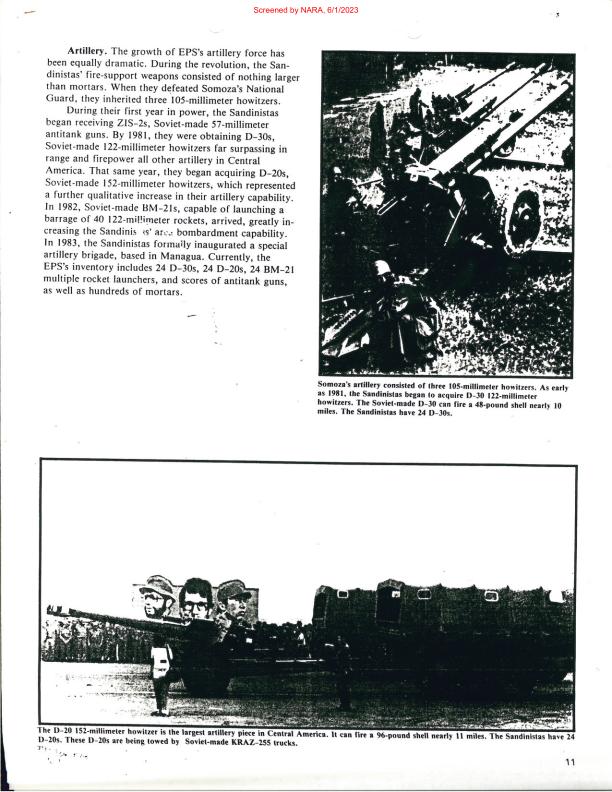 Screened by NARA, 6/1/2023
Artillery. The growth of EPS's artillery force has
been equally dramatic. During the revolution, the San-
dinistas' fire-support weapons consisted of nothing larger
than mortars. When they defeated Somoza's National
Guard, they inherited three 105-millimeter howitzers.
During their first year in power, the Sandinistas
began receiving ZIS-2s, Soviet-made 57-millimeter
antitank guns. By 1981, they were obtaining D-30s,
Soviet-made 122-millimeter howitzers far surpassing in
range and firepower all other artillery in Central
America. That same year, they began acquiring D-20s,
Soviet-made 152-millimeter howitzers, which represented
a further qualitative increase in their artillery capability.
In 1982, Soviet-made BM-21s, capable of launching a
barrage of 40 122-millimeter rockets, arrived, greatly in-
creasing the Sandinistas' area bombardment capability.
In 1983, the Sandinistas formally inaugurated a special
artillery brigade, based in Managua. Currently, the
EPS's inventory includes 24 D-30s, 24 D-20s, 24 BM-21
multiple rocket launchers, and scores of antitank guns,
as well as hundreds of mortars.
Somoza's artillery consisted of three 105-millimeter howitzers. As early
as 1981, the Sandinistas began to acquire D-30 122-millimeter
howitzers. The Soviet-made D-30 can fire a 48-pound shell nearly 10
miles. The Sandinistas have 24 D-30s.
The D-20 152-millimeter howitzer is the largest artillery piece in Central America. It can fire a 96-pound shell nearly 11 miles. The Sandinistas have 24
D-20s. These D-20s are being towed by Soviet-made KRAZ-255 trucks.
11